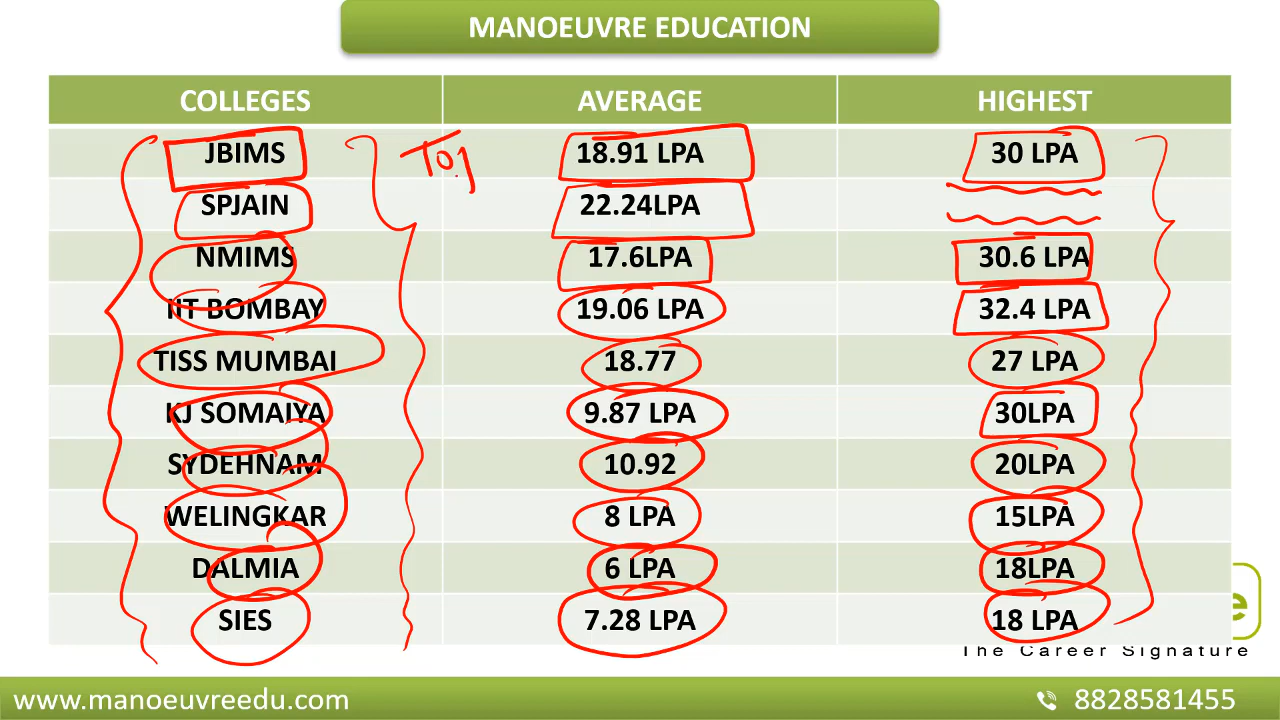 MANOEUVRE EDUCATION
COLLEGES AVERAGE HIGHEST
JBIMS 18.91 LPA 30 LPA
SPJAIN 22.24LPA
NMIMS 17.6LPA 30.6 LPA
IIT BOMBAY 19.06 LPA 32.4 LPA
TISS MUMBAI 18.77 27 LPA
KJ SOMAIYA 9.87 LPA 30LPA
SYDEHNAM 10.92 20LPA
WELINGKAR 8 LPA 15LPA
DALMIA 6 LPA 18LPA
SIES 7.28 LPA 18 LPA
The Career Signature
www.manoeuvreedu.com 8828581455